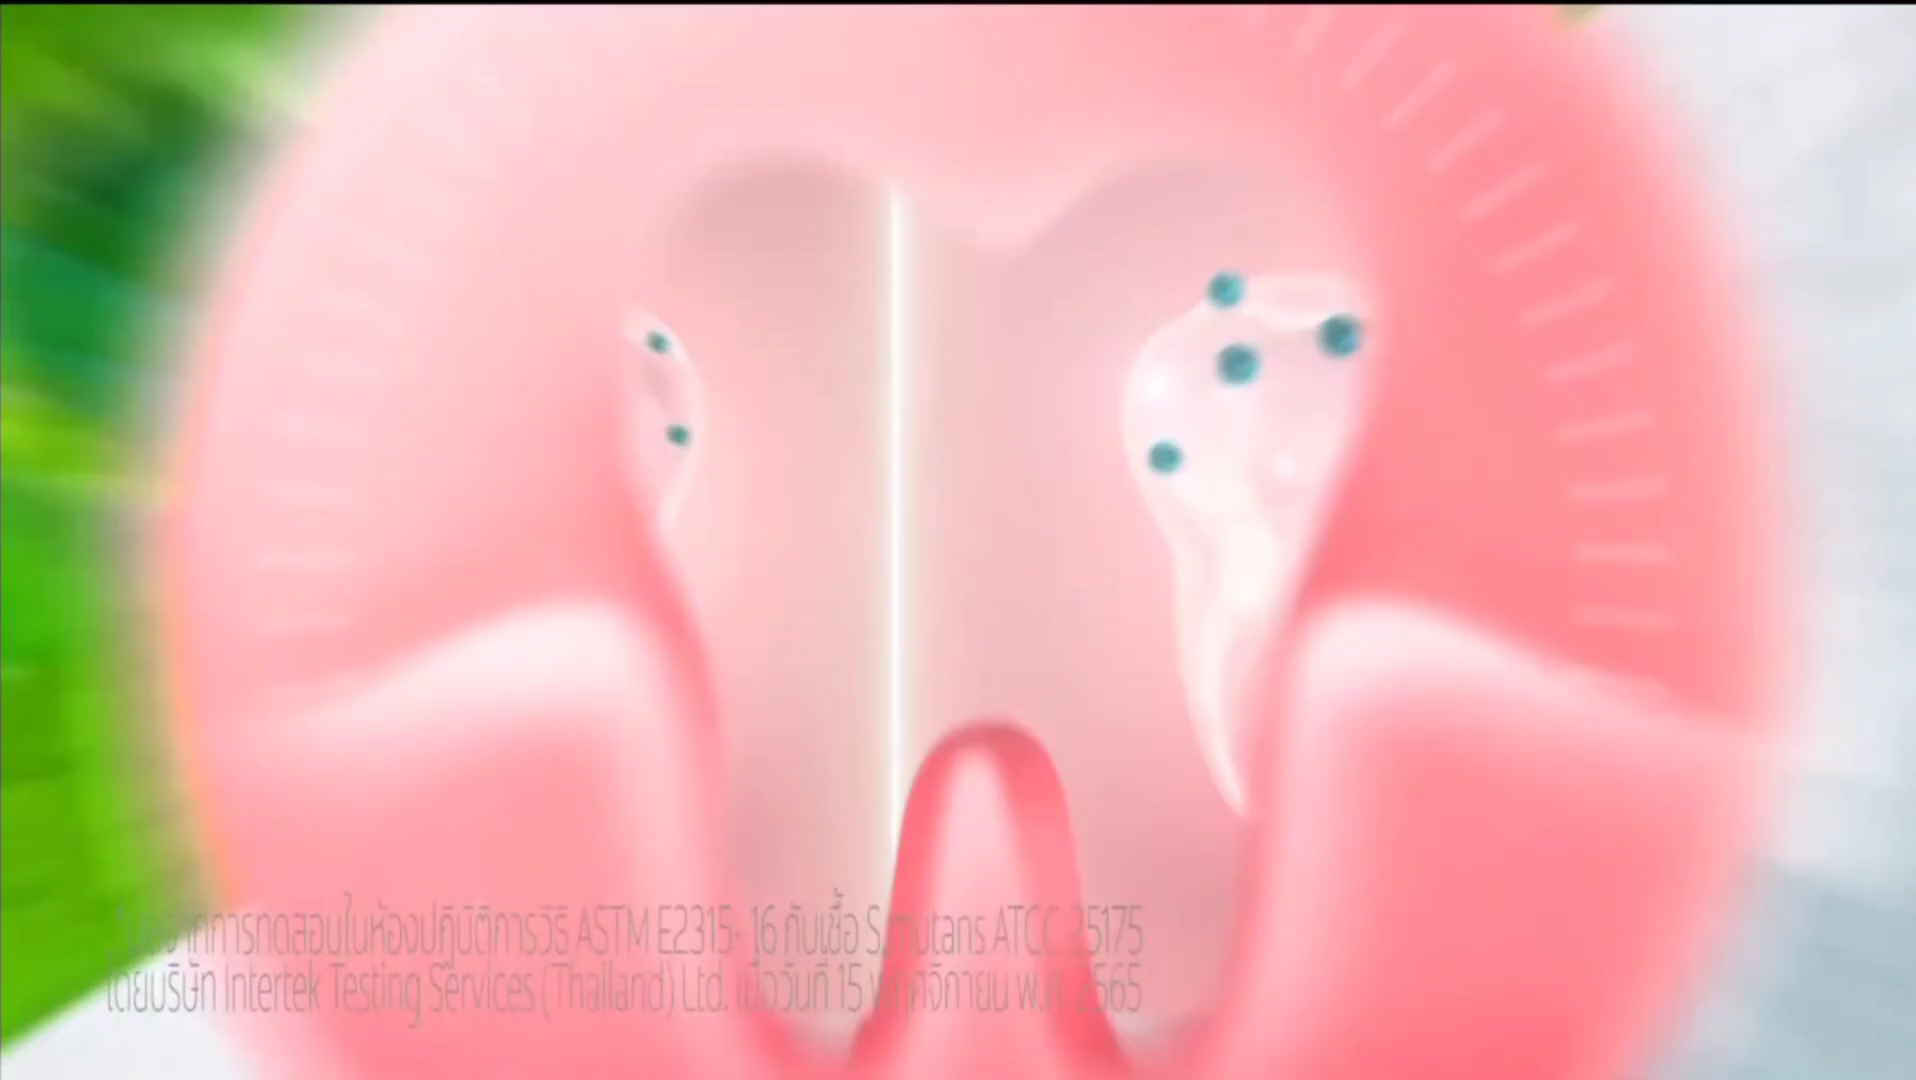 จากการทดสอบในห้องปฏิบัติการวิธี ASTM E2315-16 กับเชื้อ S.mutans ATCC 25175
โดยบริษัท Intertek Testing Services (Thailand) Ltd. เมื่อวันที่ 15 พฤศจิกายน พ.ศ. 2565